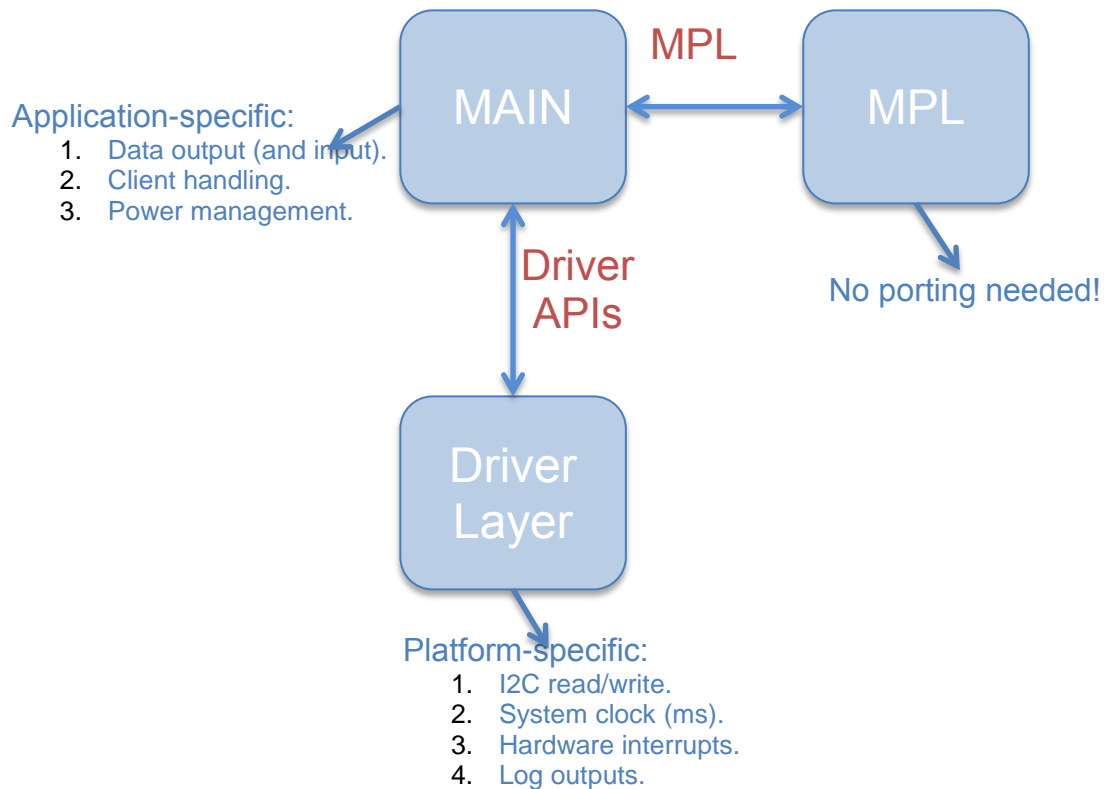 MAIN
MPL
MPL
Application-specific:
1. Data output (and input).
2. Client handling.
3. Power management.
Driver
APIs
No porting needed!
Driver
Layer
Platform-specific:
1. I2C read/write.
2. System clock (ms).
3. Hardware interrupts.
4. Log outputs.